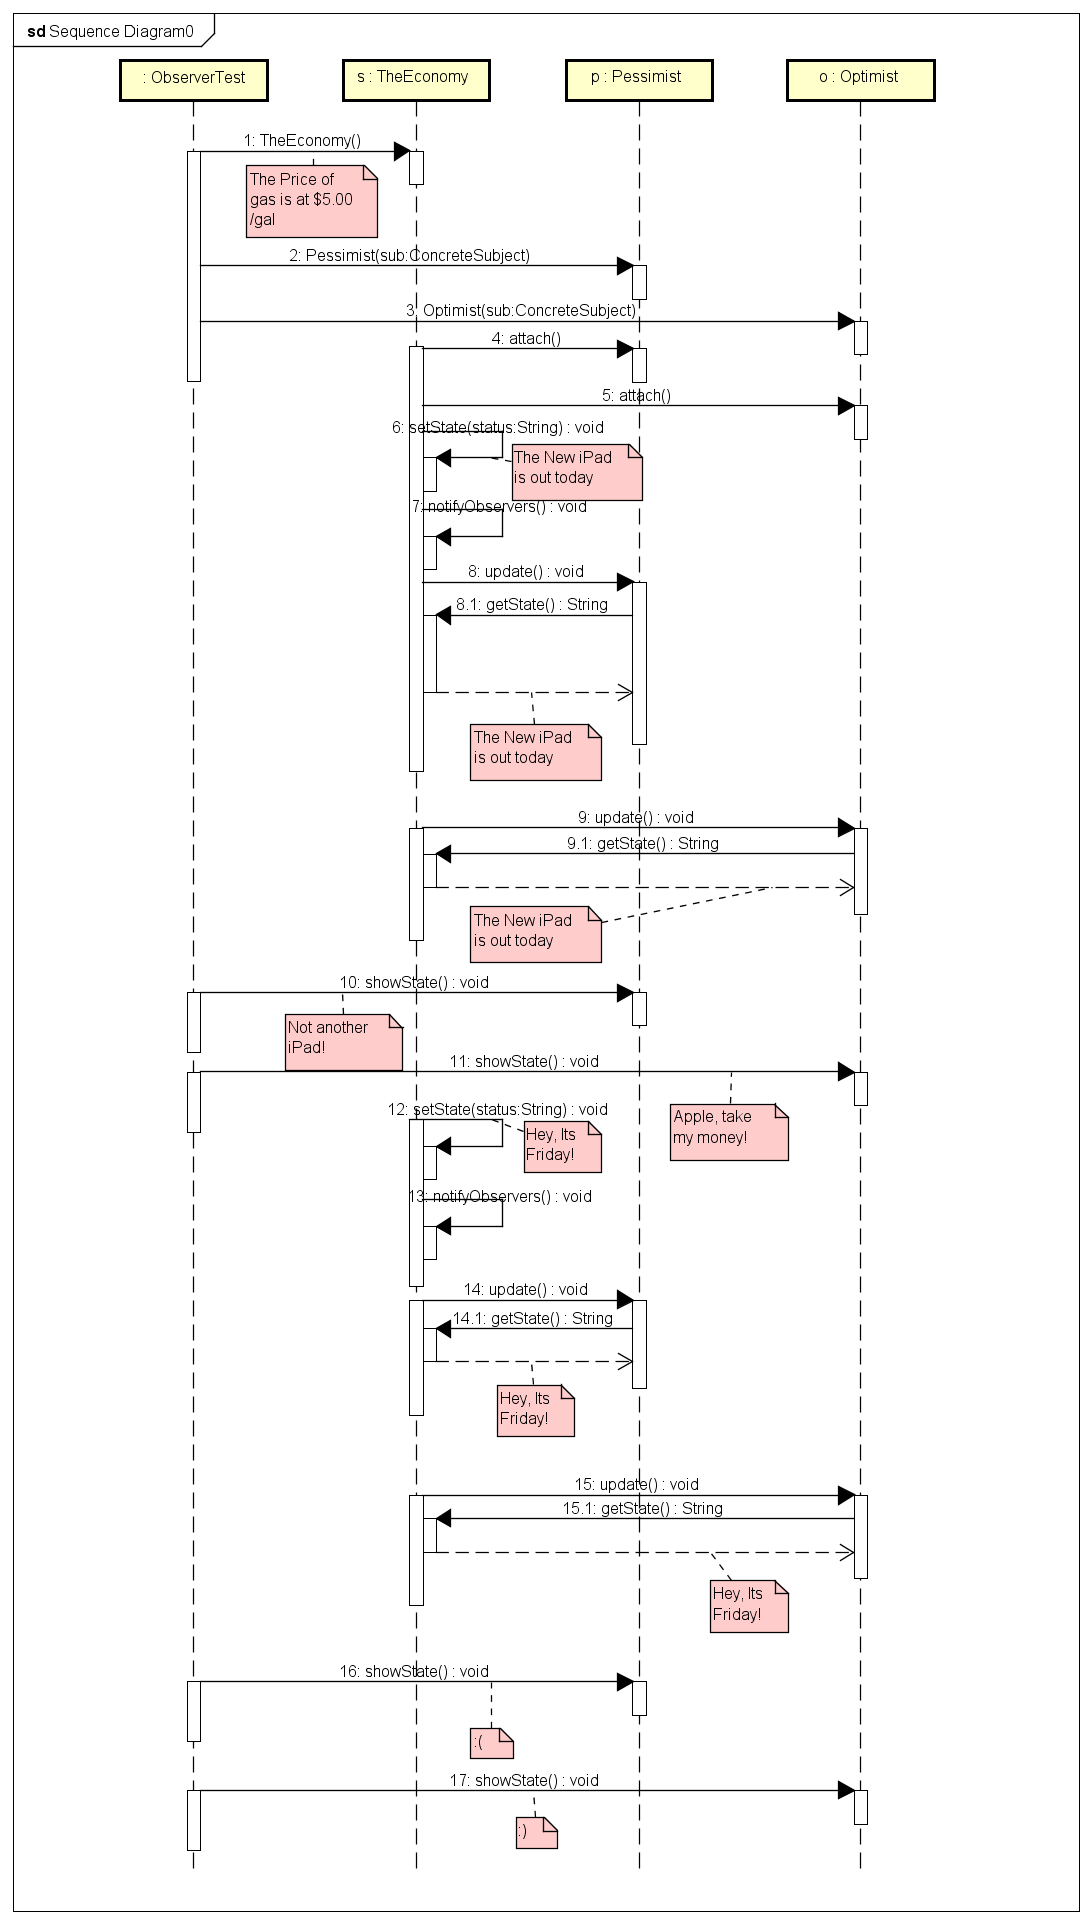 sd Sequence Diagram0
: ObserverTest
s : TheEconomy
p : Pessimist
o : Optimist
1: TheEconomy()
The Price of
gas is at $5.00
/gal
2: Pessimist(sub:ConcreteSubject)
3: Optimist(sub:ConcreteSubject)
4: attach()
5: attach()
6: setState(status:String) : void
The New iPad
is out today
7: notifyObservers() : void
8: update() : void
8.1: getState() : String
The New iPad
is out today
9: update() : void
9.1: getState() : String
The New iPad
is out today
10: showState() : void
Not another
iPad!
11: showState() : void
Apple, take
my money!
12: setState(status:String) : void
Hey, Its
Friday!
13: notifyObservers() : void
14: update() : void
14.1: getState() : String
Hey, Its
Friday!
15: update() : void
15.1: getState() : String
Hey, Its
Friday!
16: showState() : void
:(
17: showState() : void
:)